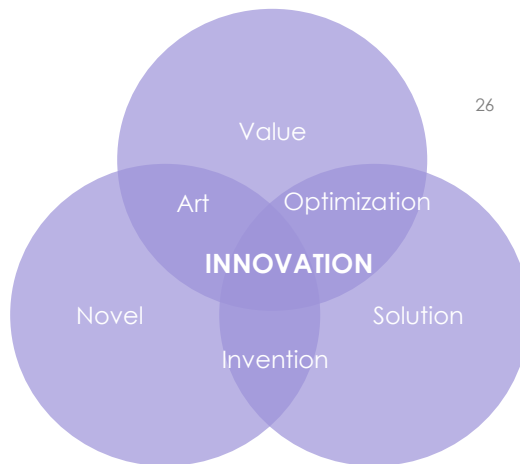 26
Value
Art
Optimization
INNOVATION
Novel
Solution
Invention